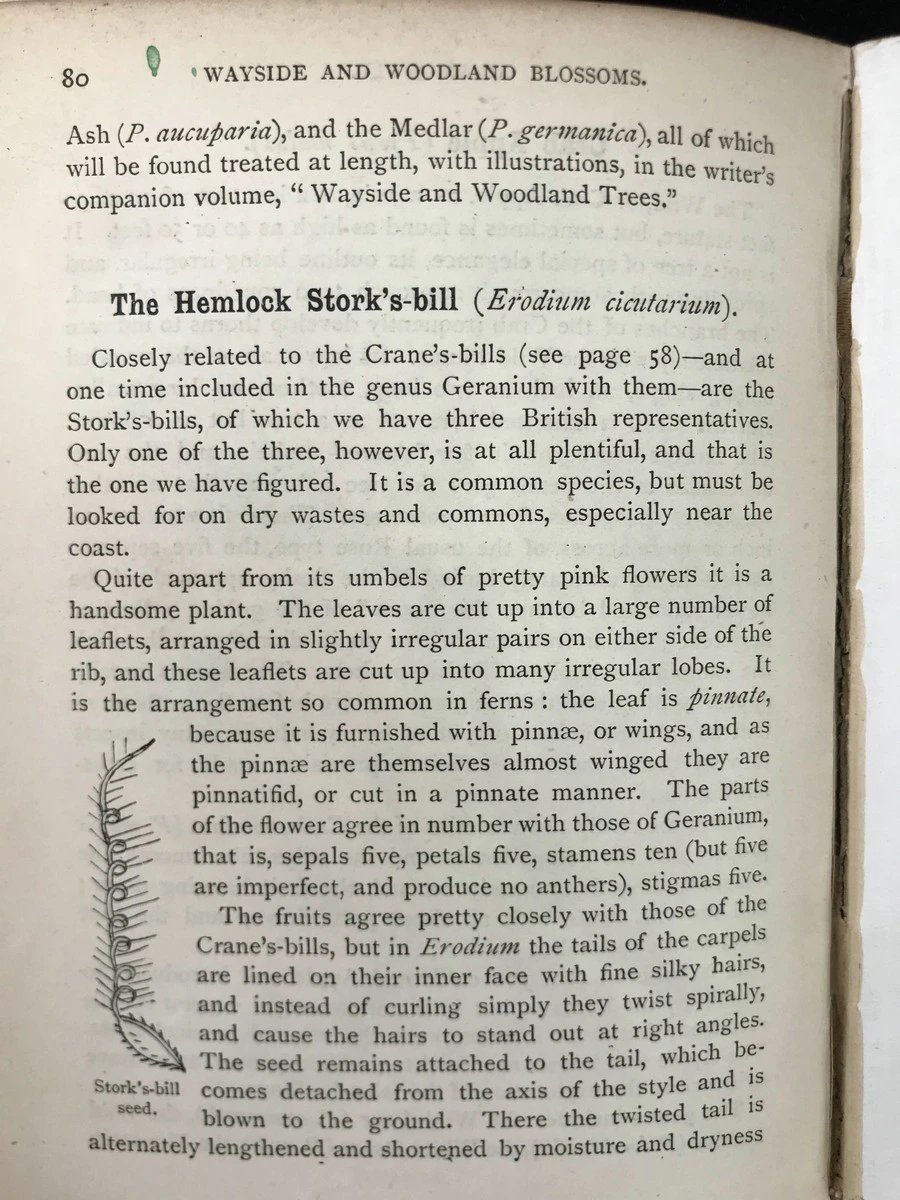 80 WAYSIDE AND WOODLAND BLOSSOMS.
Ash (P. aucuparia), and the Medlar (P. germanica), all of which
will be found treated at length, with illustrations, in the writer's
companion volume, “ Wayside and Woodland Trees.”
The Hemlock Stork's-bill (Erodium cicutarium).
Closely related to the Crane's-bills (see page 58)—and at
one time included in the genus Geranium with them—are the
Stork's-bills, of which we have three British representatives.
Only one of the three, however, is at all plentiful, and that is
the one we have figured. It is a common species, but must be
looked for on dry wastes and commons, especially near the
coast.
Quite apart from its umbels of pretty pink flowers it is a
handsome plant. The leaves are cut up into a large number of
leaflets, arranged in slightly irregular pairs on either side of the
rib, and these leaflets are cut up into many irregular lobes. It
is the arrangement so common in ferns : the leaf is pinnate,
because it is furnished with pinnæ, or wings, and as
the pinnæ are themselves almost winged they are
pinnatifid, or cut in a pinnate manner. The parts
of the flower agree in number with those of Geranium,
that is, sepals five, petals five, stamens ten (but five
are imperfect, and produce no anthers), stigmas five.
The fruits agree pretty closely with those of the
Crane's-bills, but in Erodium the tails of the carpels
are lined on their inner face with fine silky hairs,
and instead of curling simply they twist spirally,
and cause the hairs to stand out at right angles.
The seed remains attached to the tail, which be-
comes detached from the axis of the style and is
blown to the ground. There the twisted tail is
alternately lengthened and shortened by moisture and dryness
Stork's-bill
seed.